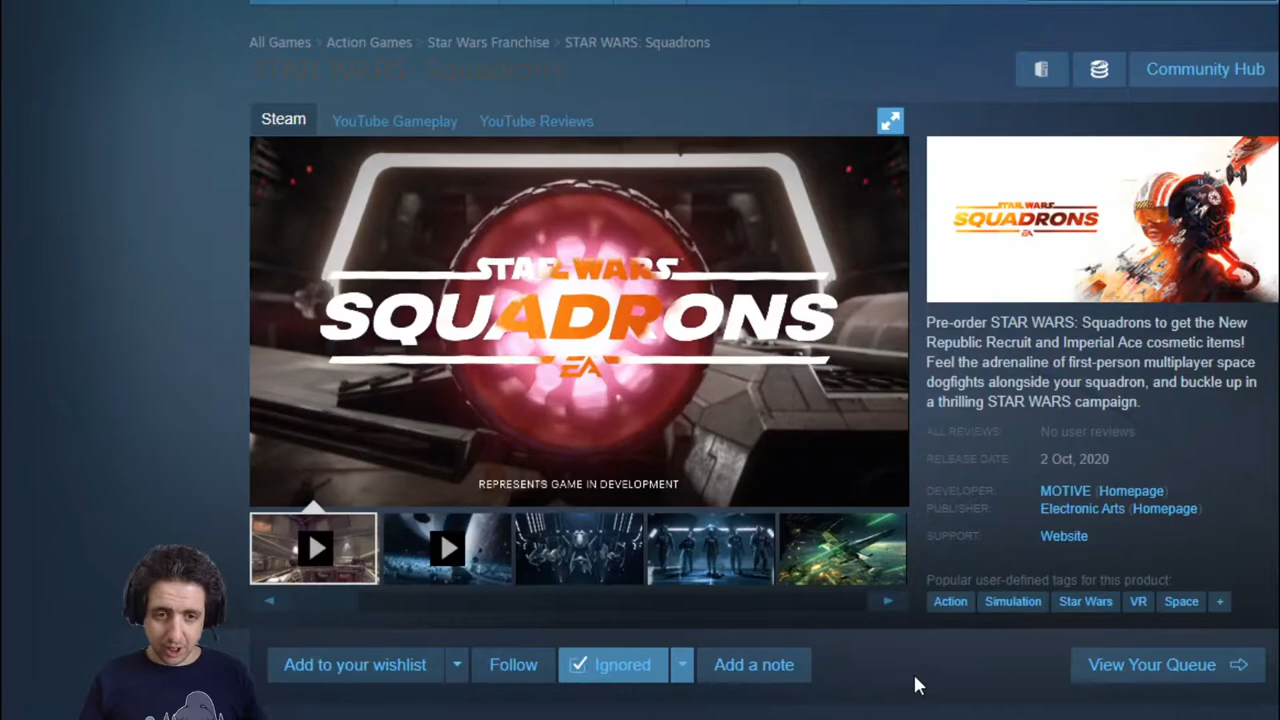 All Games > Action Games > Star Wars Franchise > STAR WARS: Squadrons
STAR WARS: Squadrons
Community Hub
Steam
YouTube Gameplay
YouTube Reviews
STAR WARS
SQUADRONS
EA
REPRESENTS GAME IN DEVELOPMENT
STAR WARS
SQUADRONS
EA
Pre-order STAR WARS: Squadrons to get the New
Republic Recruit and Imperial Ace cosmetic items!
Feel the adrenaline of first-person multiplayer space
dogfights alongside your squadron, and buckle up in
a thrilling STAR WARS campaign.
ALL REVIEWS: No user reviews
RELEASE DATE: 2 Oct, 2020
DEVELOPER: MOTIVE (Homepage)
PUBLISHER: Electronic Arts (Homepage)
SUPPORT: Website
Popular user-defined tags for this product:
Action Simulation Star Wars VR Space +
Add to your wishlist
Follow
Ignored
Add a note
View Your Queue